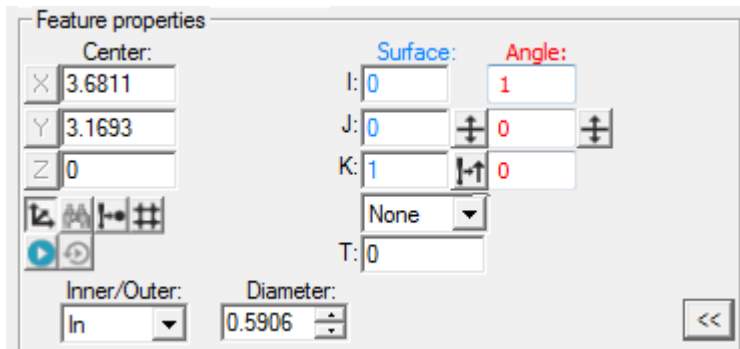 Feature properties
Center: Surface: Angle:
X 3.6811 I: 0 1
Y 3.1693 J: 0 0
Z 0 K: 1 0
None
T: 0
Inner/Outer: Diameter:
In 0.5906 <<